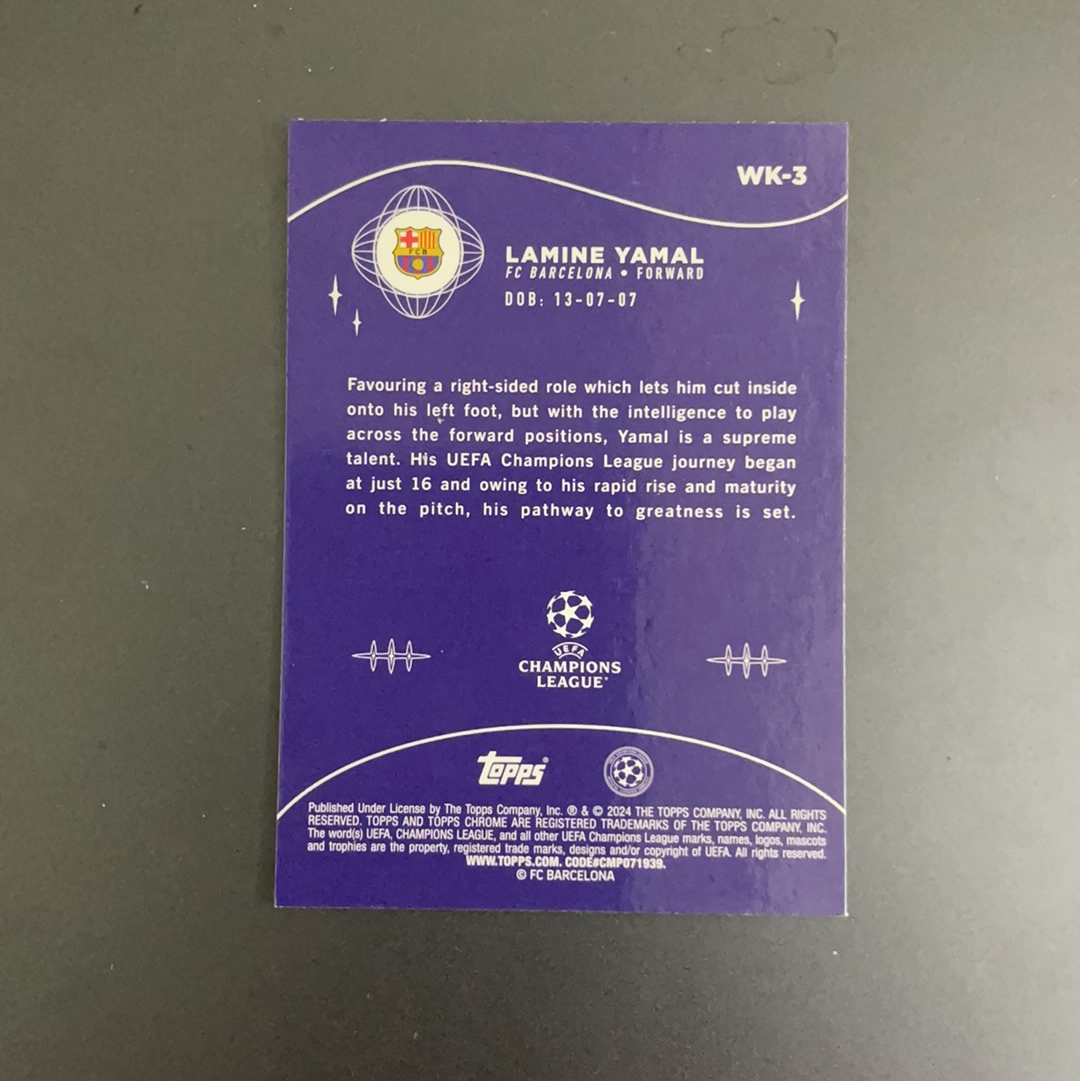 WK-3
FCB
LAMINE YAMAL
FC BARCELONA • FORWARD
DOB: 13-07-07
Favouring a right-sided role which lets him cut inside
onto his left foot, but with the intelligence to play
across the forward positions, Yamal is a supreme
talent. His UEFA Champions League journey began
at just 16 and owing to his rapid rise and maturity
on the pitch, his pathway to greatness is set.
UEFA
CHAMPIONS
LEAGUE®
topps®
Published Under License by The Topps Company, Inc. ® & © 2024 THE TOPPS COMPANY, INC. ALL RIGHTS
RESERVED. TOPPS AND TOPPS CHROME ARE REGISTERED TRADEMARKS OF THE TOPPS COMPANY, INC.
The word(s) UEFA, CHAMPIONS LEAGUE, and all other UEFA Champions League marks, names, logos, mascots
and trophies are the property, registered trade marks, designs and/or copyright of UEFA. All rights reserved.
WWW.TOPPS.COM. CODE#CMP071939.
© FC BARCELONA